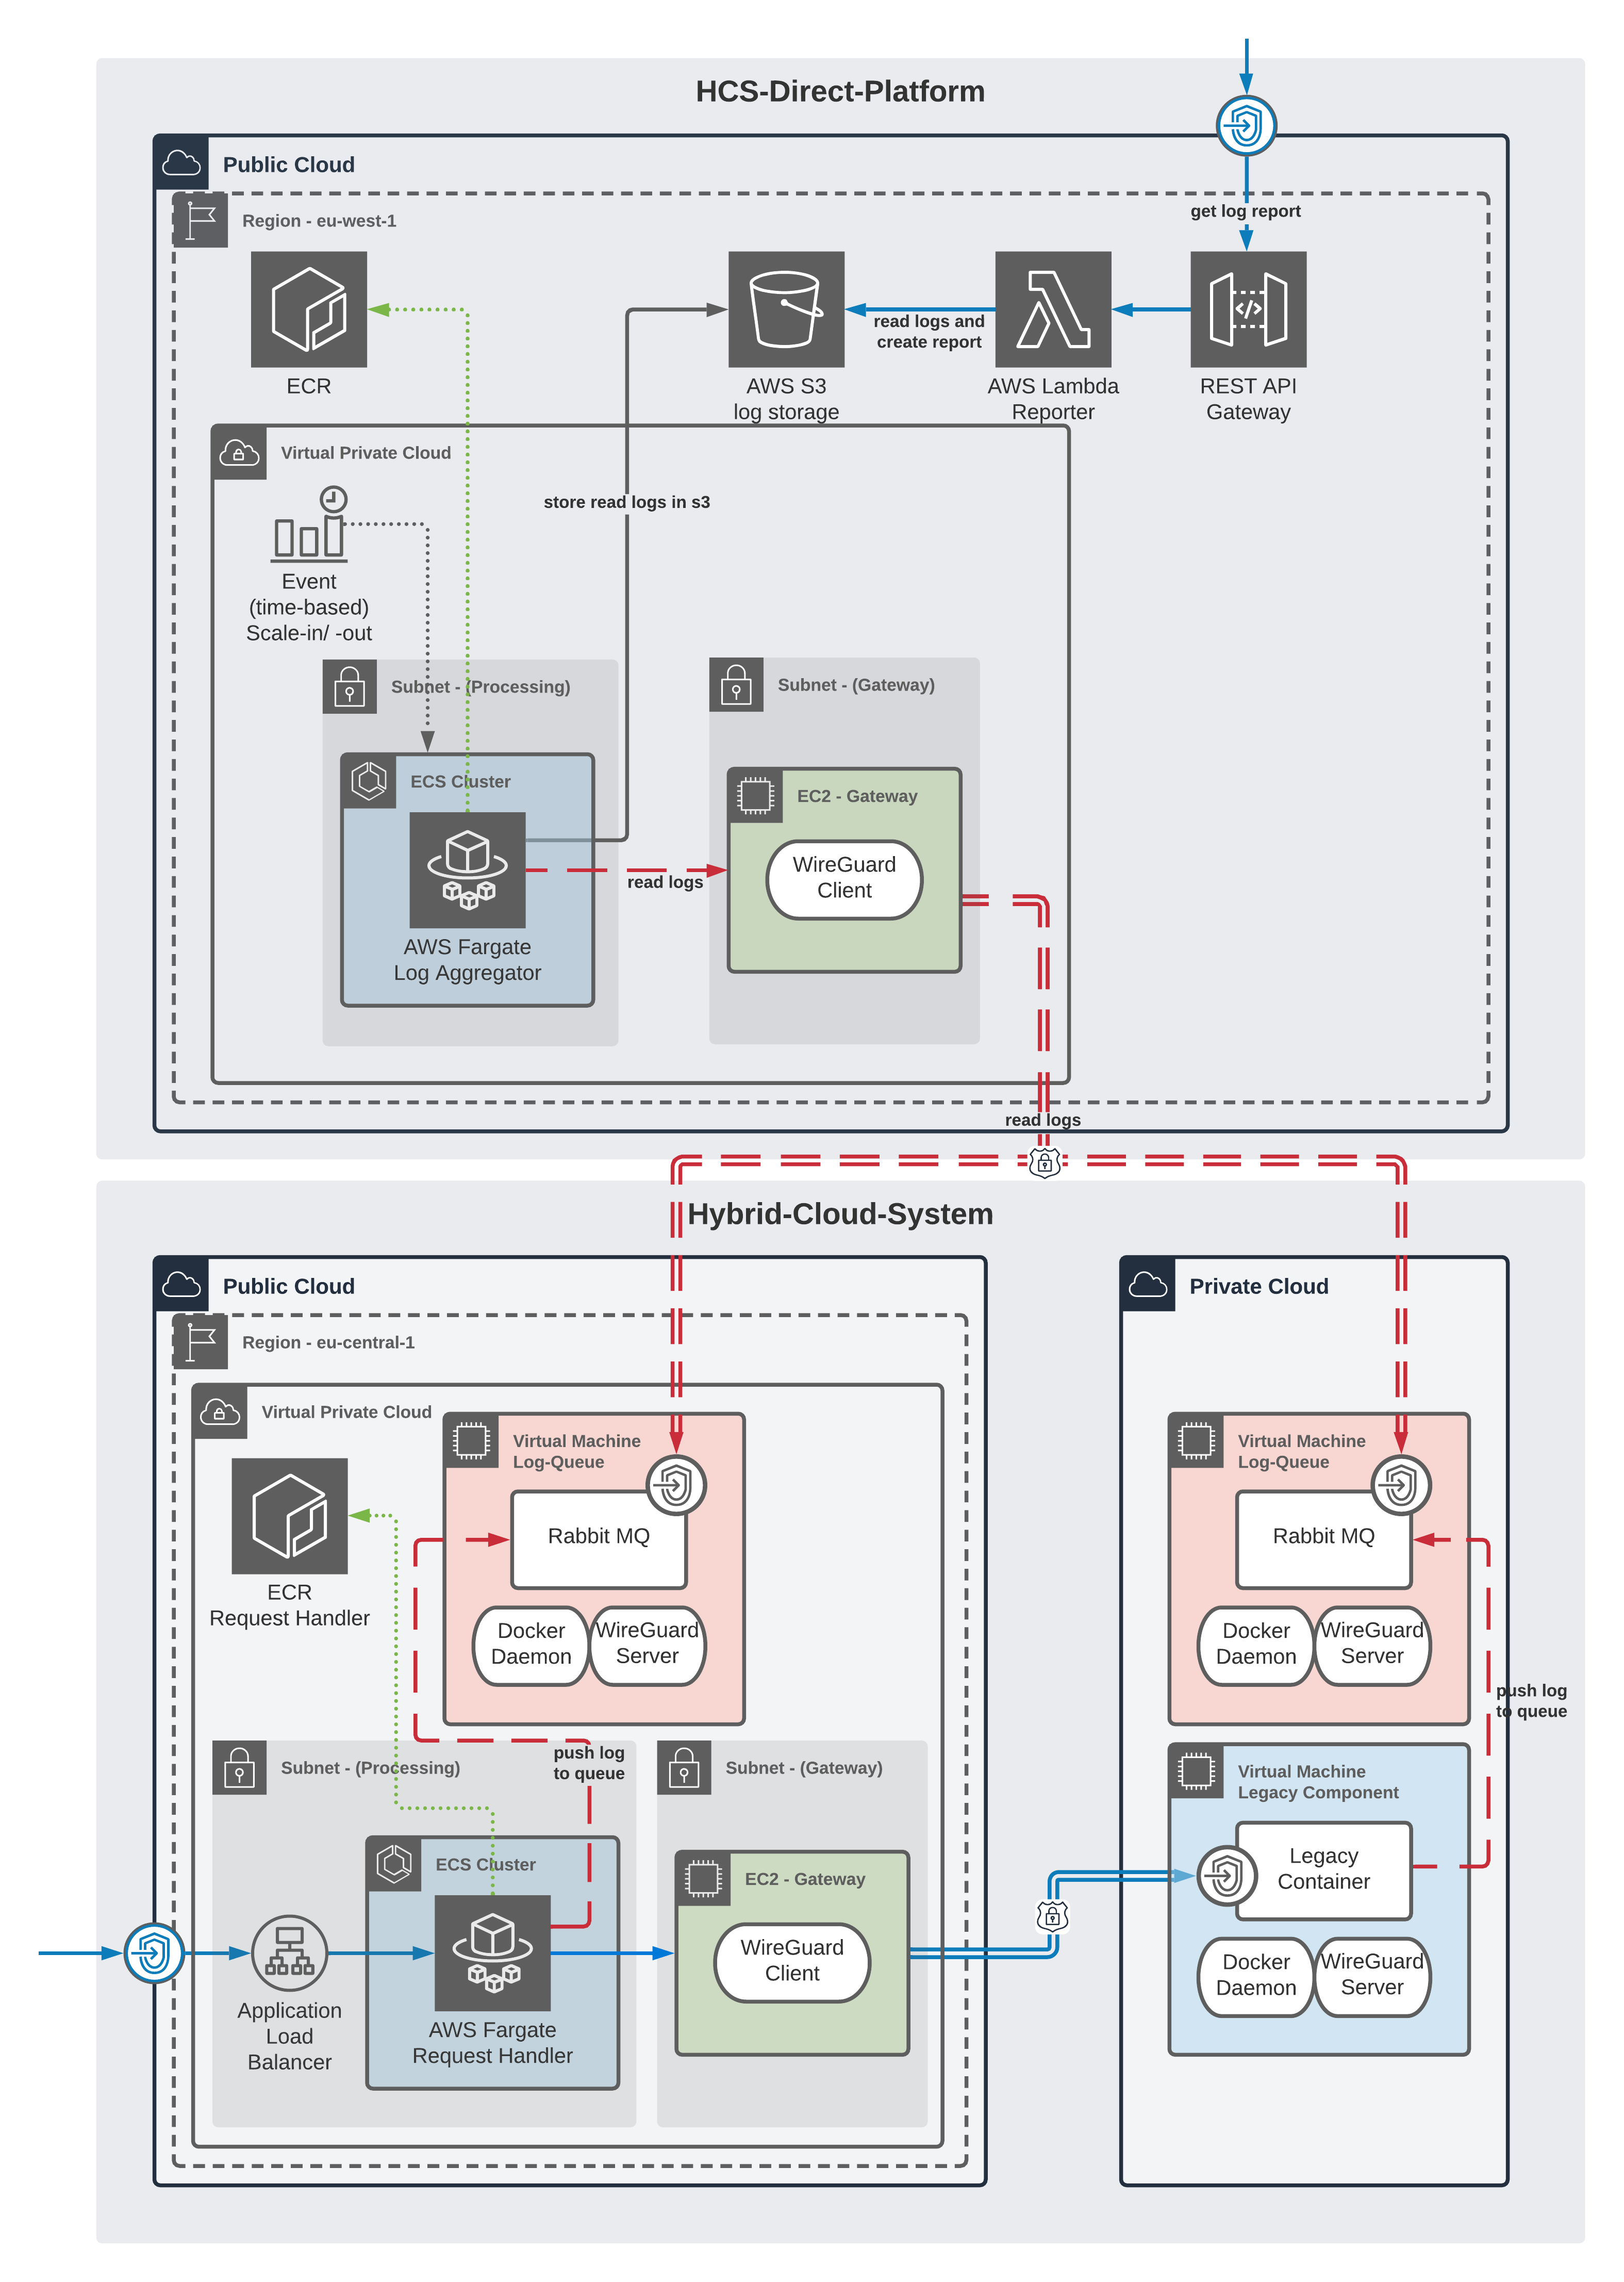 HCS-Direct-Platform
Public Cloud
Region - eu-west-1
get log report
ECR
AWS S3
log storage
read logs and
create report
AWS Lambda
Reporter
REST API
Gateway
Virtual Private Cloud
store read logs in s3
Event
(time-based)
Scale-in/ -out
Subnet - (Processing)
Subnet - (Gateway)
ECS Cluster
EC2 - Gateway
WireGuard
Client
read logs
AWS Fargate
Log Aggregator
read logs
Hybrid-Cloud-System
Public Cloud
Private Cloud
Region - eu-central-1
Virtual Private Cloud
Virtual Machine
Log-Queue
Rabbit MQ
Docker
Daemon
WireGuard
Server
ECR
Request Handler
Virtual Machine
Log-Queue
Rabbit MQ
Docker
Daemon
WireGuard
Server
push log
to queue
Subnet - (Processing)
push log
to queue
Subnet - (Gateway)
ECS Cluster
EC2 - Gateway
WireGuard
Client
Application
Load
Balancer
AWS Fargate
Request Handler
Virtual Machine
Legacy Component
Legacy
Container
Docker
Daemon
WireGuard
Server